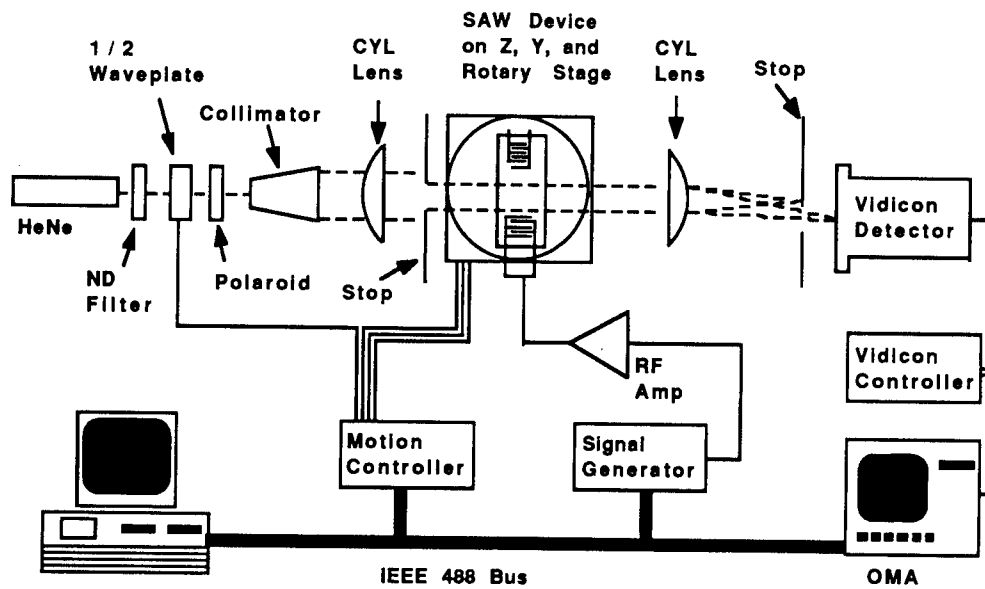 SAW Device
on Z, Y, and
Rotary Stage
1 / 2
Waveplate
CYL
Lens
CYL
Lens
Stop
Collimator
HeNe
Vidicon
Detector
ND
Filter
Polaroid
Stop
RF
Amp
Vidicon
Controller
Motion
Controller
Signal
Generator
IEEE 488 Bus
OMA